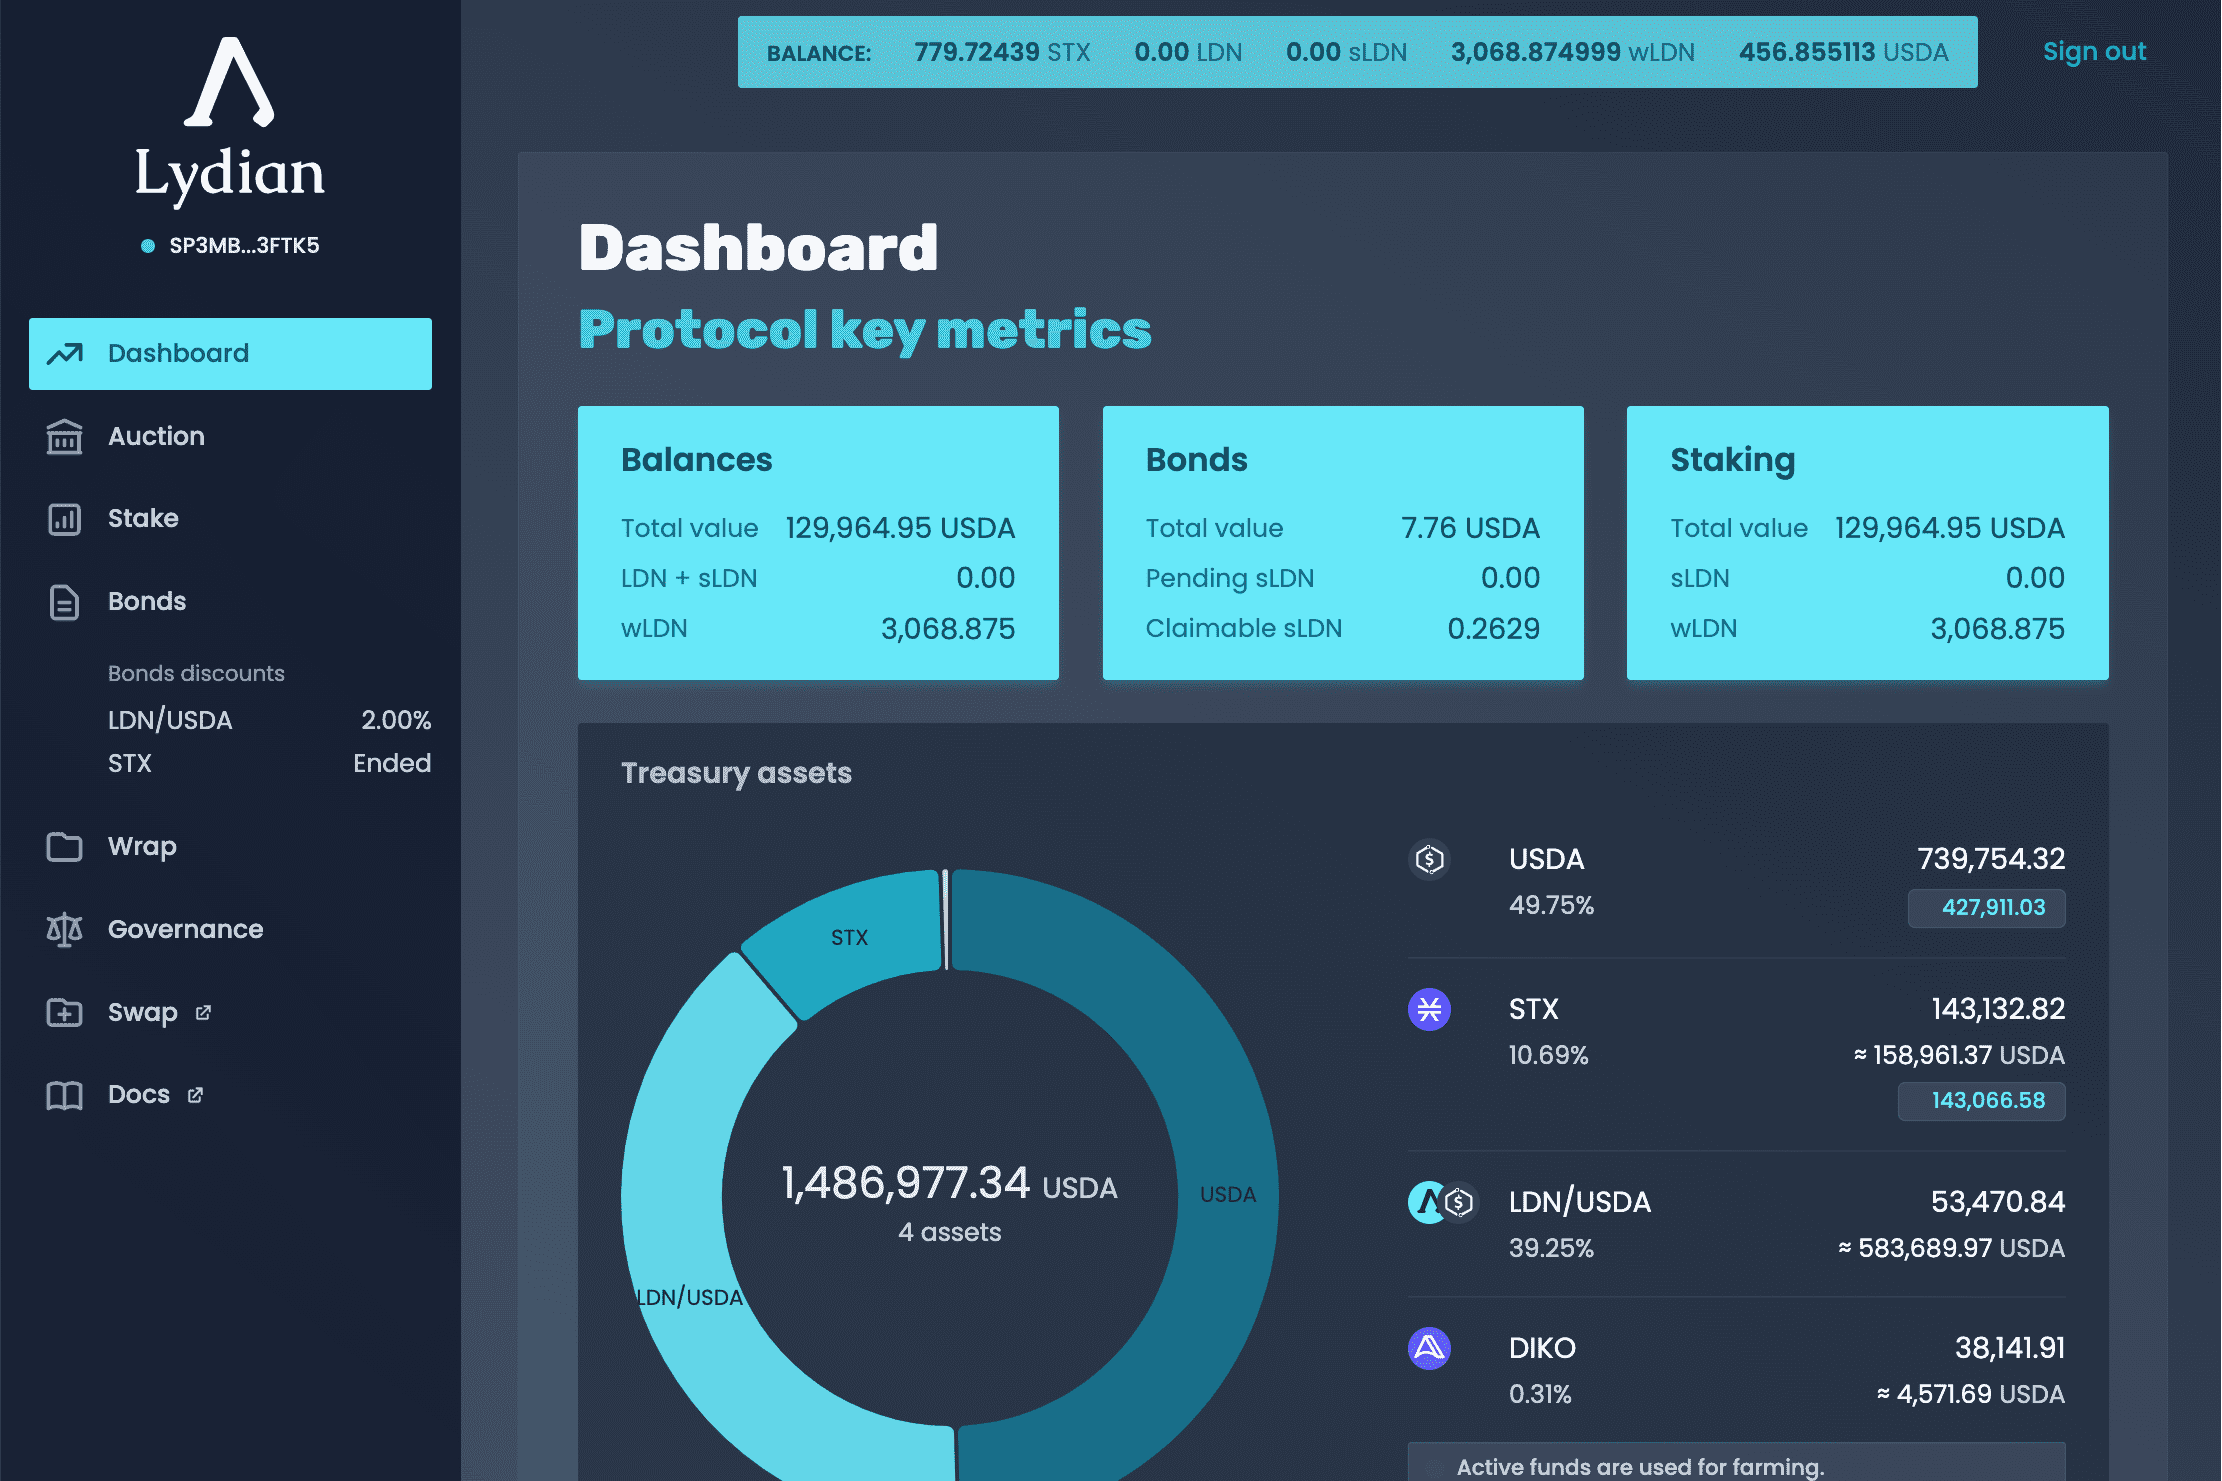 Lydian
SP3MB...3FTK5
Dashboard
Auction
Stake
Bonds
Bonds discounts
LDN/USDA 2.00%
STX Ended
Wrap
Governance
Swap
Docs
BALANCE: 779.72439 STX 0.00 LDN 0.00 sLDN 3,068.874999 wLDN 456.855113 USDA
Sign out
Dashboard
Protocol key metrics
Balances
Total value 129,964.95 USDA
LDN + sLDN 0.00
wLDN 3,068.875
Bonds
Total value 7.76 USDA
Pending sLDN 0.00
Claimable sLDN 0.2629
Staking
Total value 129,964.95 USDA
sLDN 0.00
wLDN 3,068.875
Treasury assets
STX
USDA
LDN/USDA
1,486,977.34 USDA
4 assets
USDA 739,754.32
49.75% 427,911.03
STX 143,132.82
10.69% ≈ 158,961.37 USDA
143,066.58
LDN/USDA 53,470.84
39.25% ≈ 583,689.97 USDA
DIKO 38,141.91
0.31% ≈ 4,571.69 USDA
Active funds are used for farming.